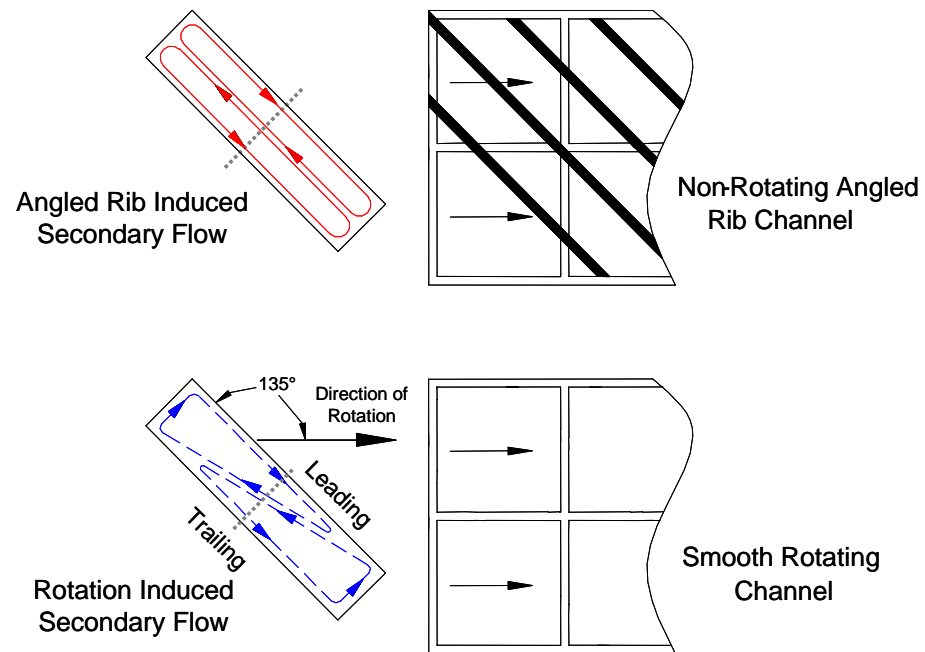 Angled Rib Induced
Secondary Flow
Non-Rotating Angled
Rib Channel
135°
Direction of
Rotation
Leading
Trailing
Rotation Induced
Secondary Flow
Smooth Rotating
Channel